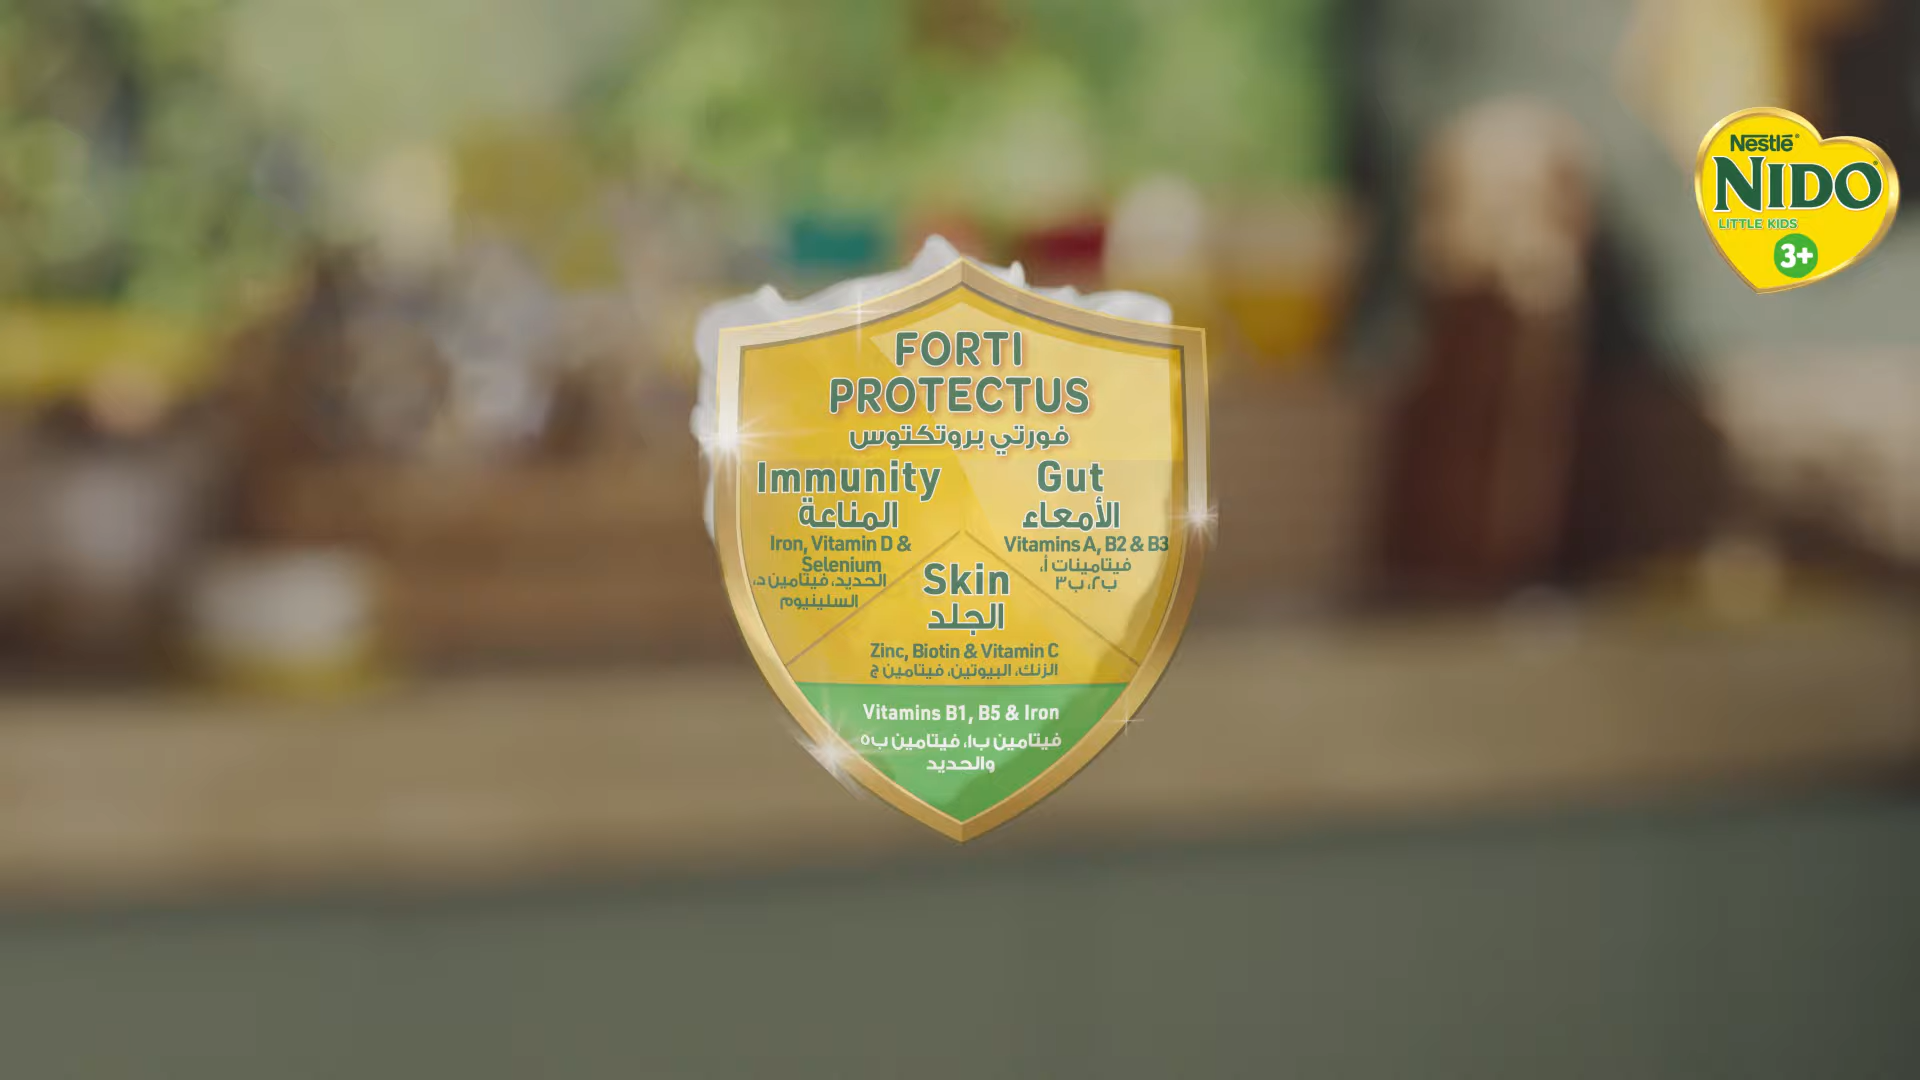 Nestlé
NIDO
LITTLE KIDS
3+
FORTI
PROTECTUS
فورتي بروتكتوس
Immunity
المناعة
Iron, Vitamin D &
Selenium
الحديد، فيتامين د،
السلينيوم
Gut
الأمعاء
Vitamins A, B2 & B3
فيتامينات أ،
ب٢، ب٣
Skin
الجلد
Zinc, Biotin & Vitamin C
الزنك، البيوتين، فيتامين ج
Vitamins B1, B5 & Iron
فيتامين ب١، فيتامين ب٥
والحديد